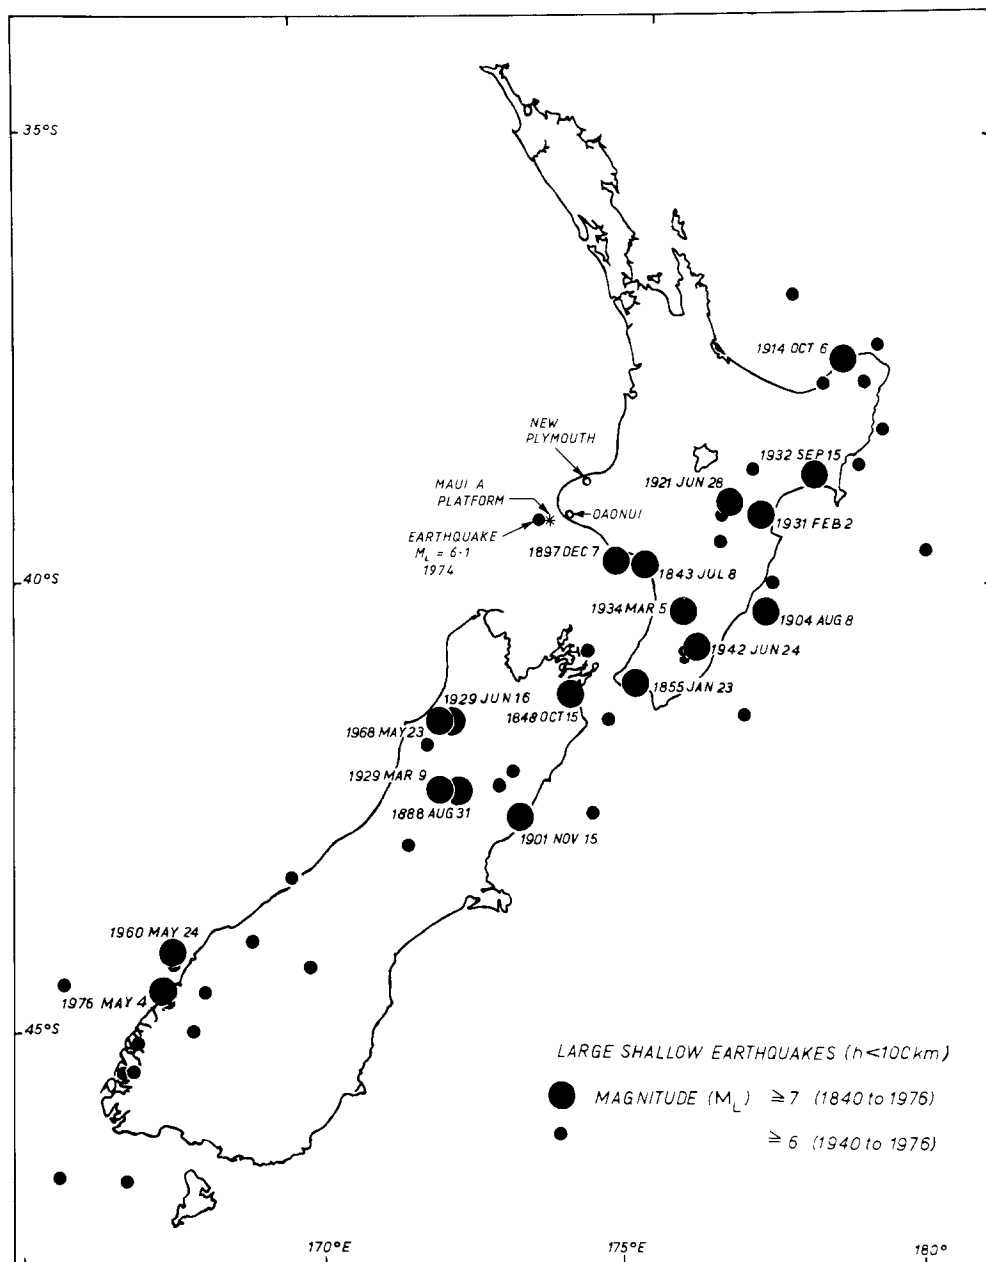 35°S
1914 OCT 6
NEW
PLYMOUTH
1932 SEP 15
MAUI A
PLATFORM
1921 JUN 28
OAONUI
1931 FEB 2
EARTHQUAKE
M_L = 6·1
1974
1897 DEC 7
1843 JUL 8
40°S
1934 MAR 5
1904 AUG 8
1942 JUN 24
1855 JAN 23
1929 JUN 16
1848 OCT 15
1968 MAY 23
1929 MAR 9
1888 AUG 31
1901 NOV 15
1960 MAY 24
1976 MAY 4
45°S
LARGE SHALLOW EARTHQUAKES (h<100km)
MAGNITUDE (M_L) ≧7 (1840 to 1976)
≧6 (1940 to 1976)
170°E
175°E
180°